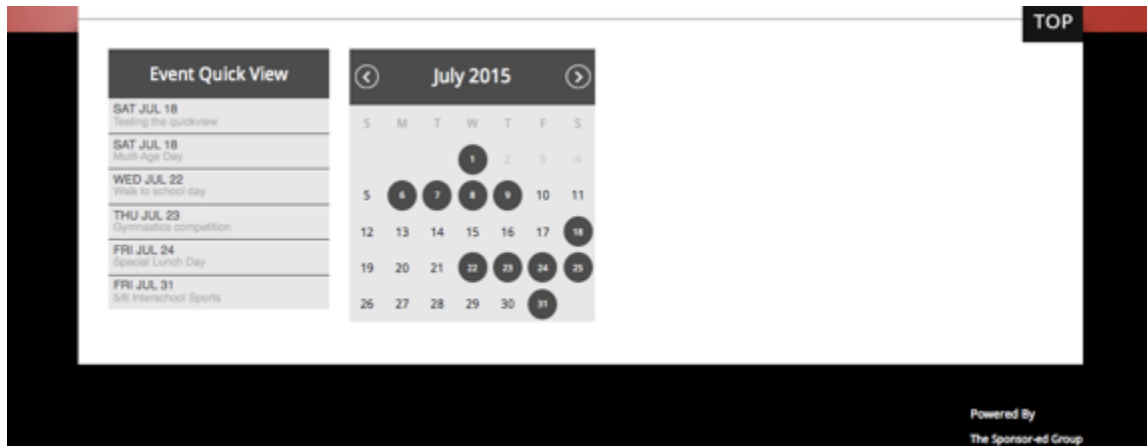 TOP
Event Quick View
SAT JUL 18
Testing the quickview
SAT JUL 18
Multi-Age Day
WED JUL 22
Walk to school day
THU JUL 23
Gymnastics competition
FRI JUL 24
Special Lunch Day
FRI JUL 31
5/6 Interschool Sports
July 2015
S M T W T F S
1 2 3 4
5 6 7 8 9 10 11
12 13 14 15 16 17 18
19 20 21 22 23 24 25
26 27 28 29 30 31
Powered By
The Sponsor-ed Group